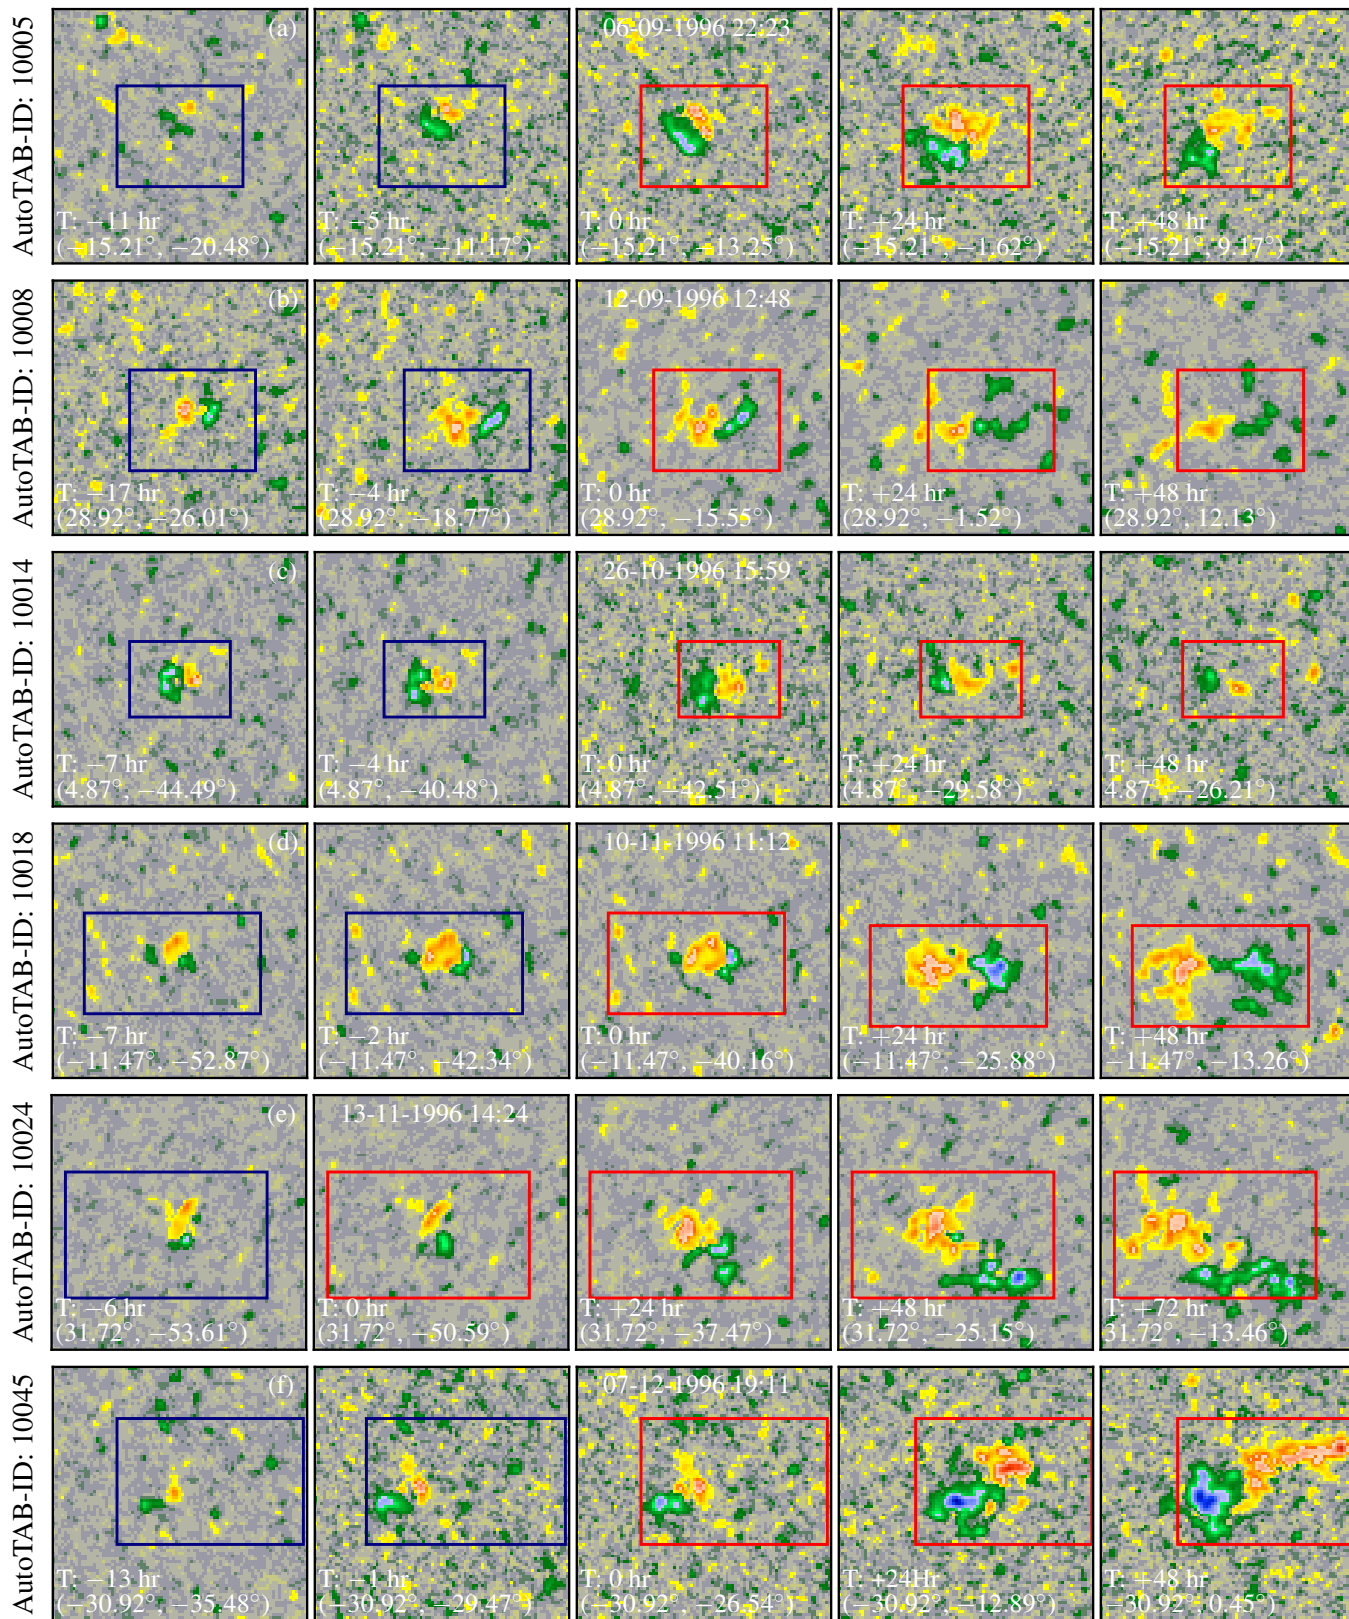 AutoTAB-ID: 10005
(a)
06-09-1996 22:23
T: −11 hr
(−15.21°, −20.48°)
T: −5 hr
(−15.21°, −11.17°)
T: 0 hr
(−15.21°, −13.25°)
T: +24 hr
(−15.21°, −1.62°)
T: +48 hr
(−15.21°, 9.17°)
AutoTAB-ID: 10008
(b)
12-09-1996 12:48
T: −17 hr
(28.92°, −26.01°)
T: −4 hr
(28.92°, −18.77°)
T: 0 hr
(28.92°, −15.55°)
T: +24 hr
(28.92°, −1.52°)
T: +48 hr
(28.92°, 12.13°)
AutoTAB-ID: 10014
(c)
26-10-1996 15:59
T: −7 hr
(4.87°, −44.49°)
T: −4 hr
(4.87°, −40.48°)
T: 0 hr
(4.87°, −42.51°)
T: +24 hr
(4.87°, −29.58°)
T: +48 hr
4.87°, −26.21°)
AutoTAB-ID: 10018
(d)
10-11-1996 11:12
T: −7 hr
(−11.47°, −52.87°)
T: −2 hr
(−11.47°, −42.34°)
T: 0 hr
(−11.47°, −40.16°)
T: +24 hr
(−11.47°, −25.88°)
T: +48 hr
−11.47°, −13.26°)
AutoTAB-ID: 10024
(e)
13-11-1996 14:24
T: −6 hr
(31.72°, −53.61°)
T: 0 hr
(31.72°, −50.59°)
T: +24 hr
(31.72°, −37.47°)
T: +48 hr
(31.72°, −25.15°)
T: +72 hr
31.72°, −13.46°)
AutoTAB-ID: 10045
(f)
07-12-1996 19:11
T: −13 hr
(−30.92°, −35.48°)
T: −1 hr
(−30.92°, −29.47°)
T: 0 hr
(−30.92°, −26.54°)
T: +24Hr
(−30.92°, −12.89°)
T: −48 hr
−30.92°, 0.45°)